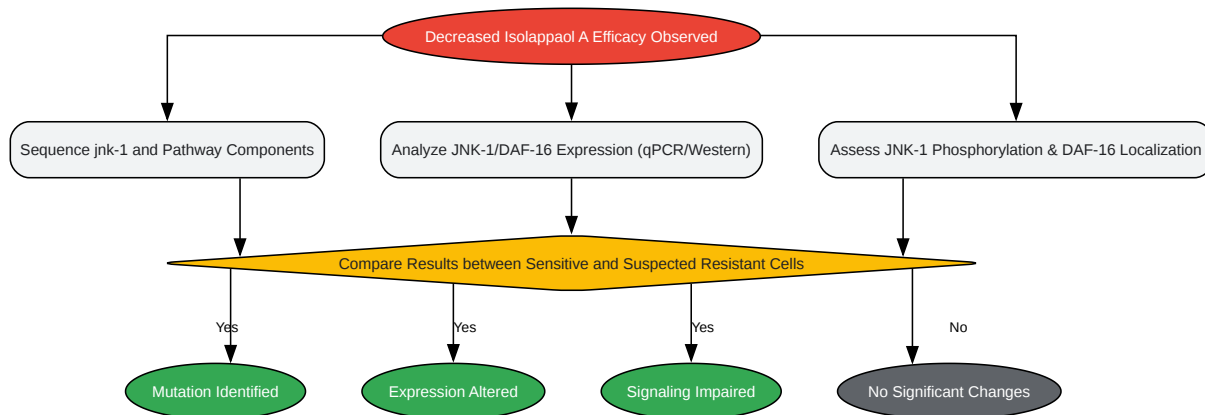 Decreased Isolappaol A Efficacy Observed
Sequence jnk-1 and Pathway Components
Analyze JNK-1/DAF-16 Expression (qPCR/Western)
Assess JNK-1 Phosphorylation & DAF-16 Localization
Compare Results between Sensitive and Suspected Resistant Cells
Yes
Yes
Yes
No
Mutation Identified
Expression Altered
Signaling Impaired
No Significant Changes